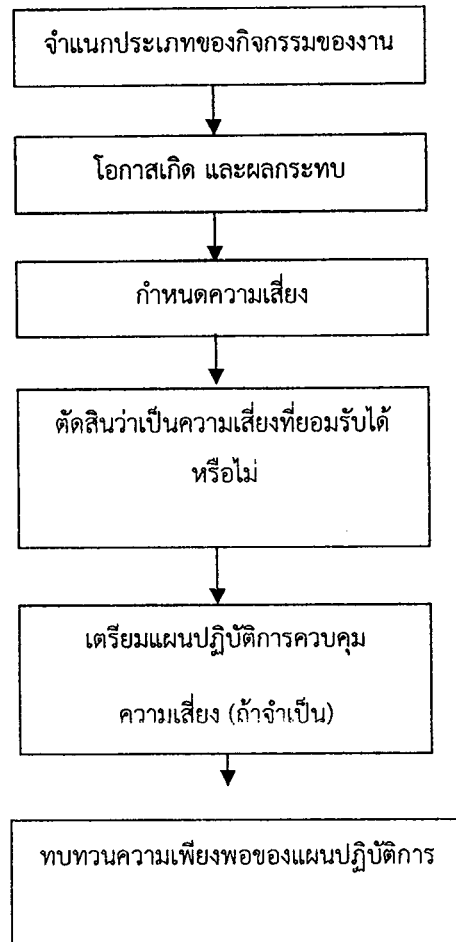 จำแนกประเภทของกิจกรรมของงาน
โอกาสเกิด และผลกระทบ
กำหนดความเสี่ยง
ตัดสินว่าเป็นความเสี่ยงที่ยอมรับได้
หรือไม่
เตรียมแผนปฏิบัติการควบคุม
ความเสี่ยง (ถ้าจำเป็น)
ทบทวนความเพียงพอของแผนปฏิบัติการ